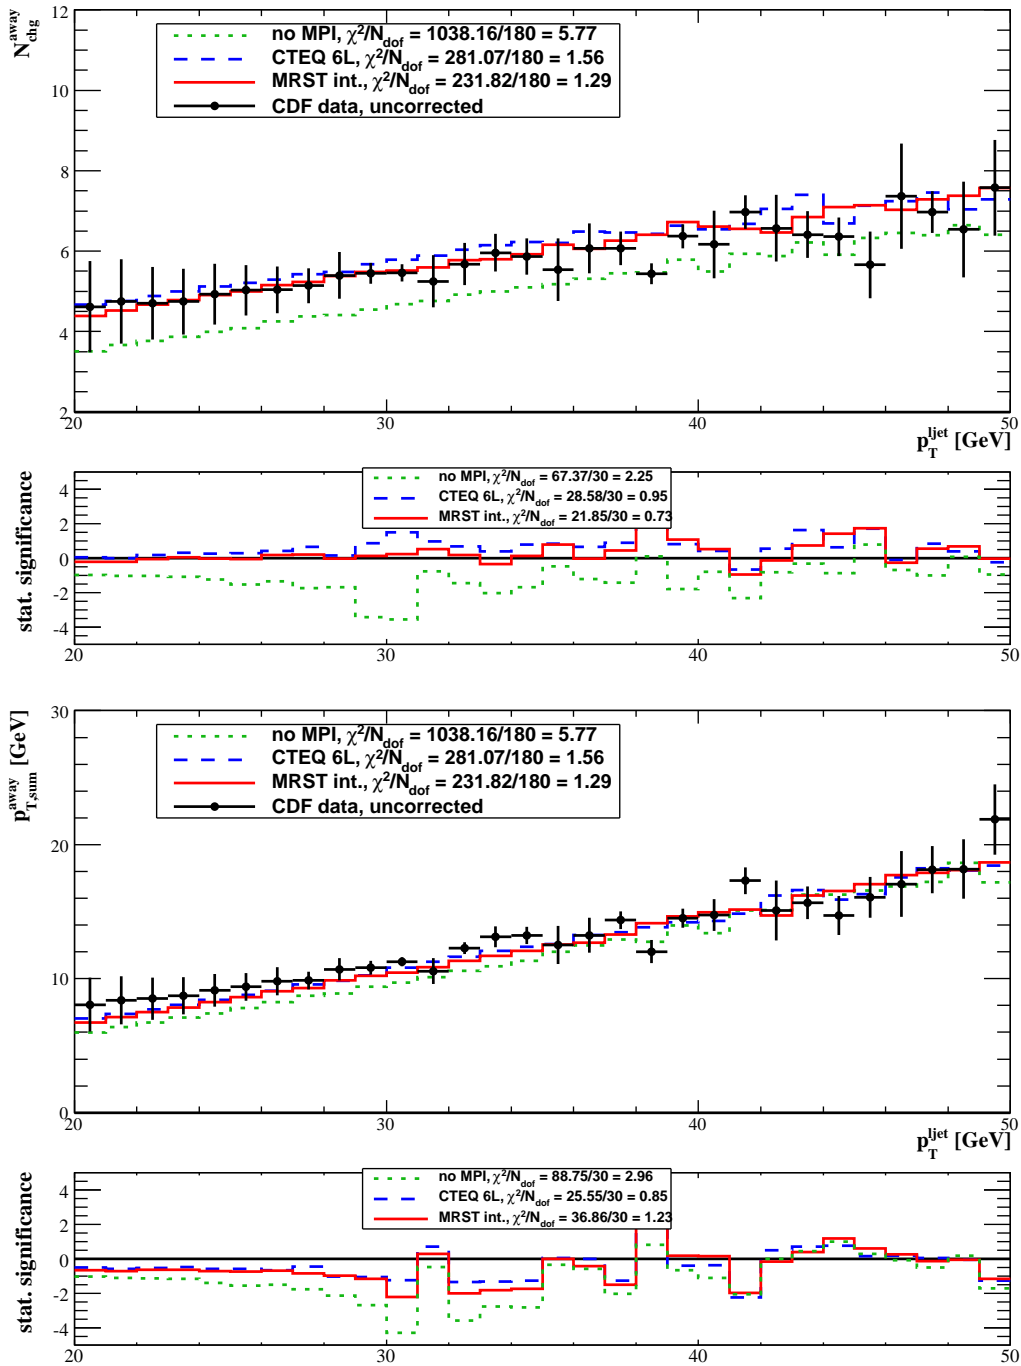 N_chg^away
12
10
8
6
4
2
no MPI, χ²/N_dof = 1038.16/180 = 5.77
CTEQ 6L, χ²/N_dof = 281.07/180 = 1.56
MRST int., χ²/N_dof = 231.82/180 = 1.29
CDF data, uncorrected
20 30 40 50
p_T^ljet [GeV]
stat. significance
4
2
0
-2
-4
no MPI, χ²/N_dof = 67.37/30 = 2.25
CTEQ 6L, χ²/N_dof = 28.58/30 = 0.95
MRST int., χ²/N_dof = 21.85/30 = 0.73
20 30 40 50
p_T,sum^away [GeV]
30
20
10
0
no MPI, χ²/N_dof = 1038.16/180 = 5.77
CTEQ 6L, χ²/N_dof = 281.07/180 = 1.56
MRST int., χ²/N_dof = 231.82/180 = 1.29
CDF data, uncorrected
20 30 40 50
p_T^ljet [GeV]
stat. significance
4
2
0
-2
-4
no MPI, χ²/N_dof = 88.75/30 = 2.96
CTEQ 6L, χ²/N_dof = 25.55/30 = 0.85
MRST int., χ²/N_dof = 36.86/30 = 1.23
20 30 40 50